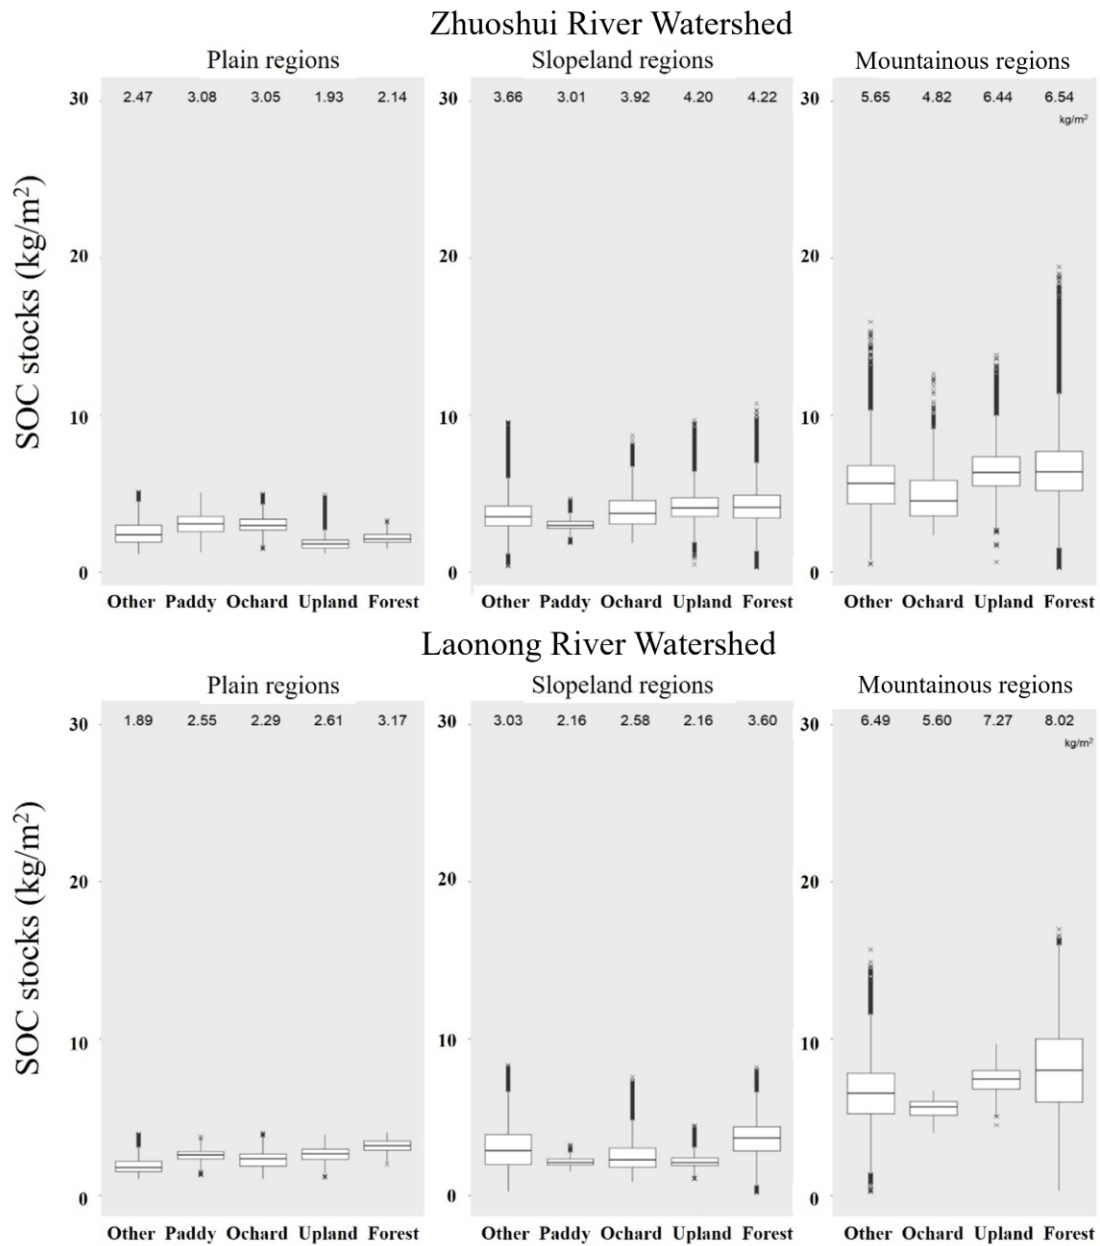 Zhuoshui River Watershed
Plain regions Slopeland regions Mountainous regions
30 2.47 3.08 3.05 1.93 2.14 30 3.66 3.01 3.92 4.20 4.22 30 5.65 4.82 6.44 6.54
kg/m²
SOC stocks (kg/m²)
20 20 20
10 10 10
0 0 0
Other Paddy Ochard Upland Forest Other Paddy Ochard Upland Forest Other Ochard Upland Forest
Laonong River Watershed
Plain regions Slopeland regions Mountainous regions
30 1.89 2.55 2.29 2.61 3.17 30 3.03 2.16 2.58 2.16 3.60 30 6.49 5.60 7.27 8.02
kg/m²
SOC stocks (kg/m²)
20 20 20
10 10 10
0 0 0
Other Paddy Ochard Upland Forest Other Paddy Ochard Upland Forest Other Ochard Upland Forest